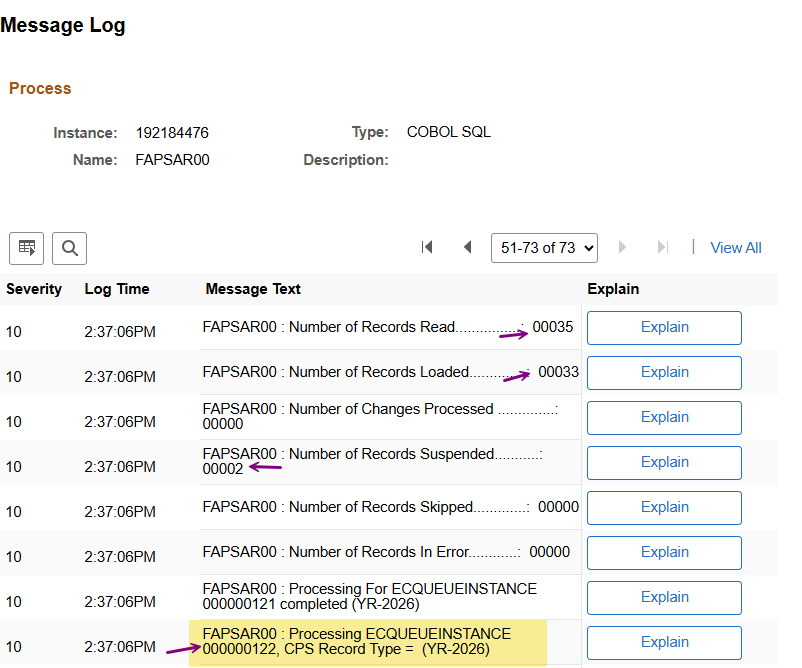 Message Log
Process
Instance: 192184476 Type: COBOL SQL
Name: FAPSAR00 Description:
51-73 of 73 | View All
Severity Log Time Message Text Explain
10 2:37:06PM FAPSAR00 : Number of Records Read................: 00035 Explain
10 2:37:06PM FAPSAR00 : Number of Records Loaded.............: 00033 Explain
10 2:37:06PM FAPSAR00 : Number of Changes Processed ..............:
00000 Explain
10 2:37:06PM FAPSAR00 : Number of Records Suspended...........:
00002 Explain
10 2:37:06PM FAPSAR00 : Number of Records Skipped.............: 00000 Explain
10 2:37:06PM FAPSAR00 : Number of Records In Error............: 00000 Explain
10 2:37:06PM FAPSAR00 : Processing For ECQUEUEINSTANCE
000000121 completed (YR-2026) Explain
10 2:37:06PM FAPSAR00 : Processing ECQUEUEINSTANCE
000000122, CPS Record Type = (YR-2026) Explain